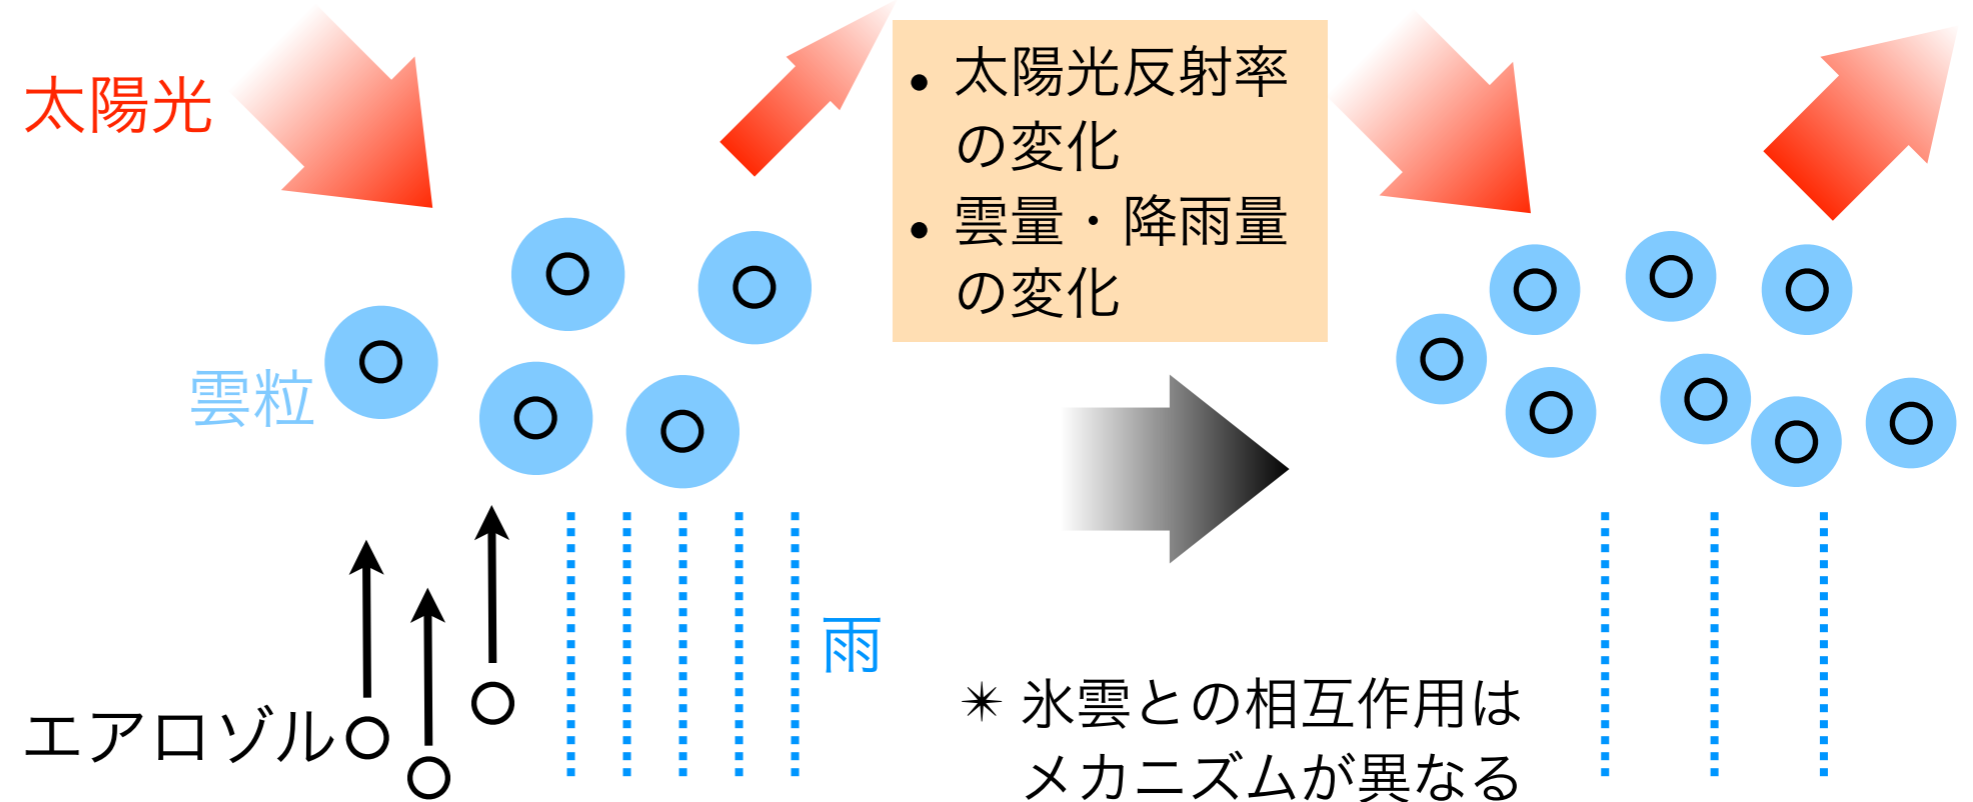 太陽光
• 太陽光反射率
の変化
• 雲量・降雨量
の変化
雲粒
雨
エアロゾル
✴ 氷雲との相互作用は
メカニズムが異なる